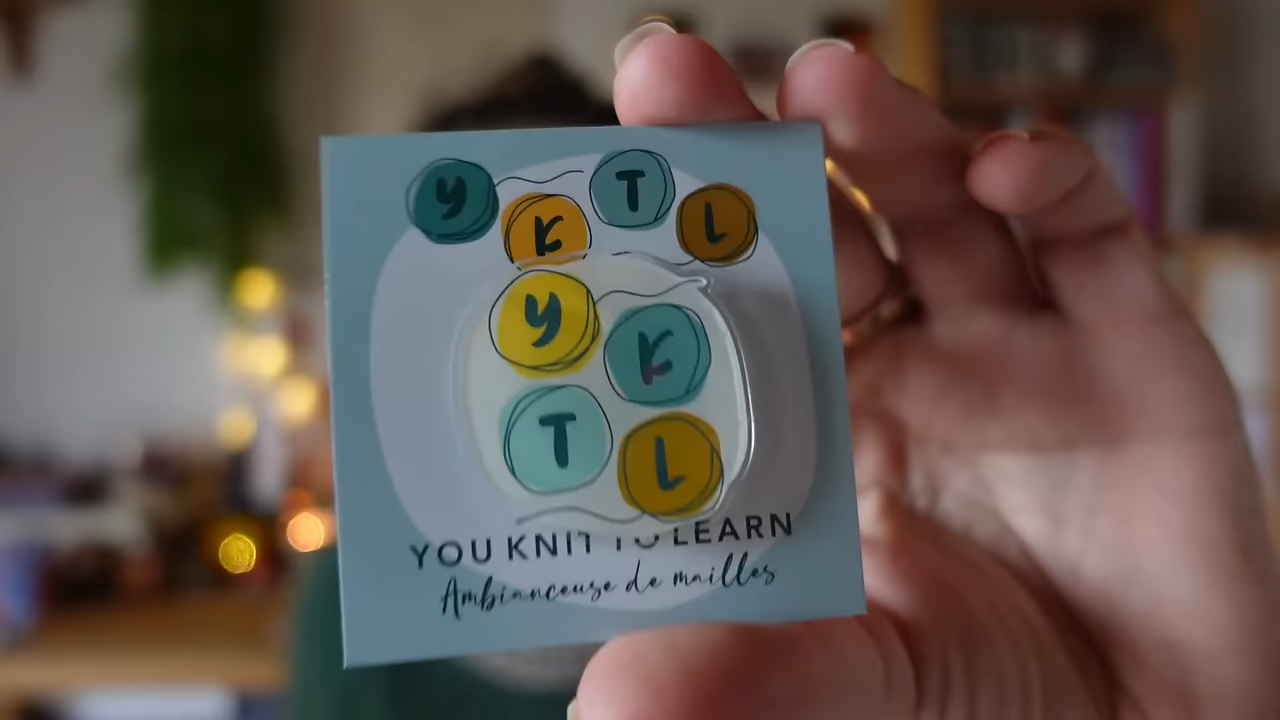 Y K T L
Y K
T L
YOU KNIT TO LEARN
Ambianceuse de mailles